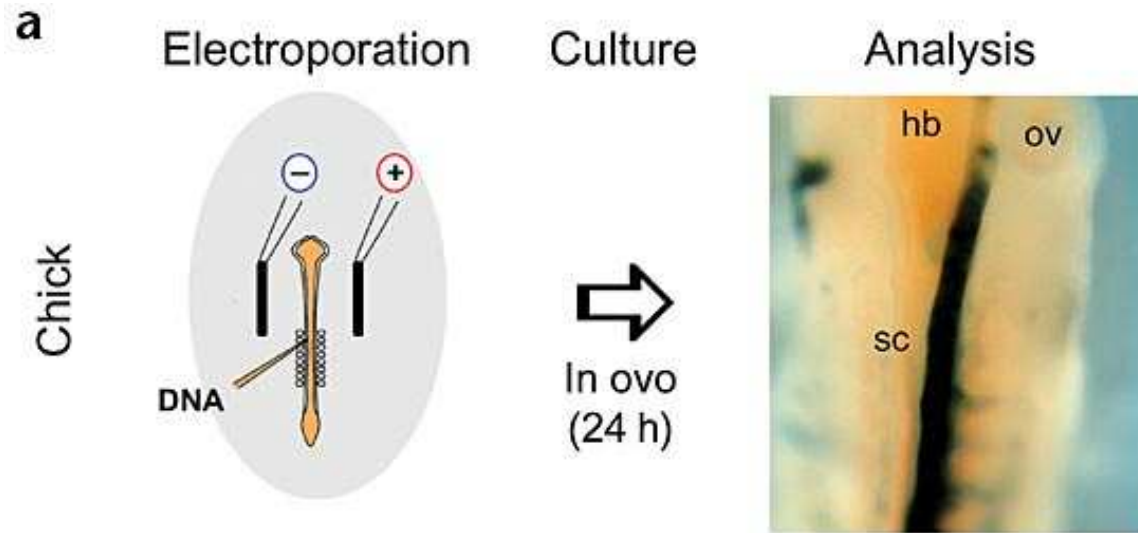 a
Electroporation
Culture
Analysis
Chick
−
+
DNA
In ovo
(24 h)
hb
ov
sc